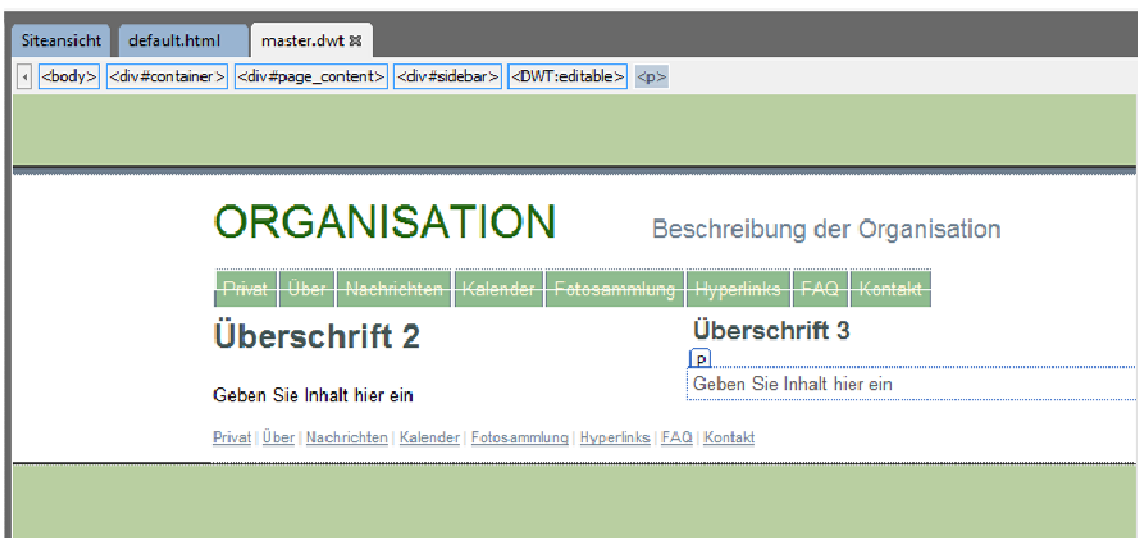 Siteansicht default.html master.dwt
<body> <div#container> <div#page_content> <div#sidebar> <DWT:editable> <p>
ORGANISATION Beschreibung der Organisation
Privat Über Nachrichten Kalender Fotosammlung Hyperlinks FAQ Kontakt
Überschrift 2 Überschrift 3
p
Geben Sie Inhalt hier ein Geben Sie Inhalt hier ein
Privat | Über | Nachrichten | Kalender | Fotosammlung | Hyperlinks | FAQ | Kontakt